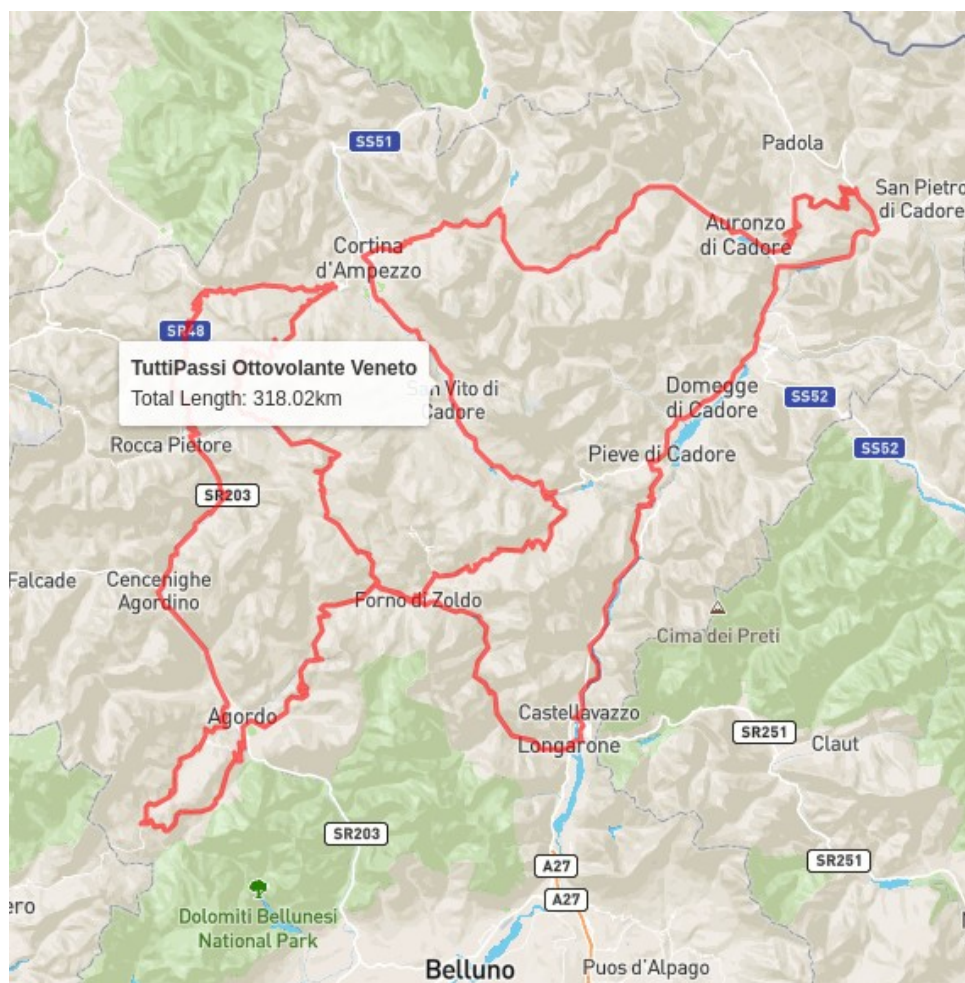 SS51
Padola
San Pietro
di Cadore
Auronzo
di Cadore
Cortina
d'Ampezzo
SR48
TuttiPassi Ottovolante Veneto
Total Length: 318.02km
San Vito di
Cadore
Domegge
di Cadore
SS52
Rocca Pietore
Pieve di Cadore
SS52
SR203
Falcade
Cencenighe
Agordino
Forno di Zoldo
Cima dei Preti
Agordo
Castellavazzo
Longarone
SR251
Claut
SR203
A27
SR251
A27
ero
Dolomiti Bellunesi
National Park
Belluno
Puos d'Alpago